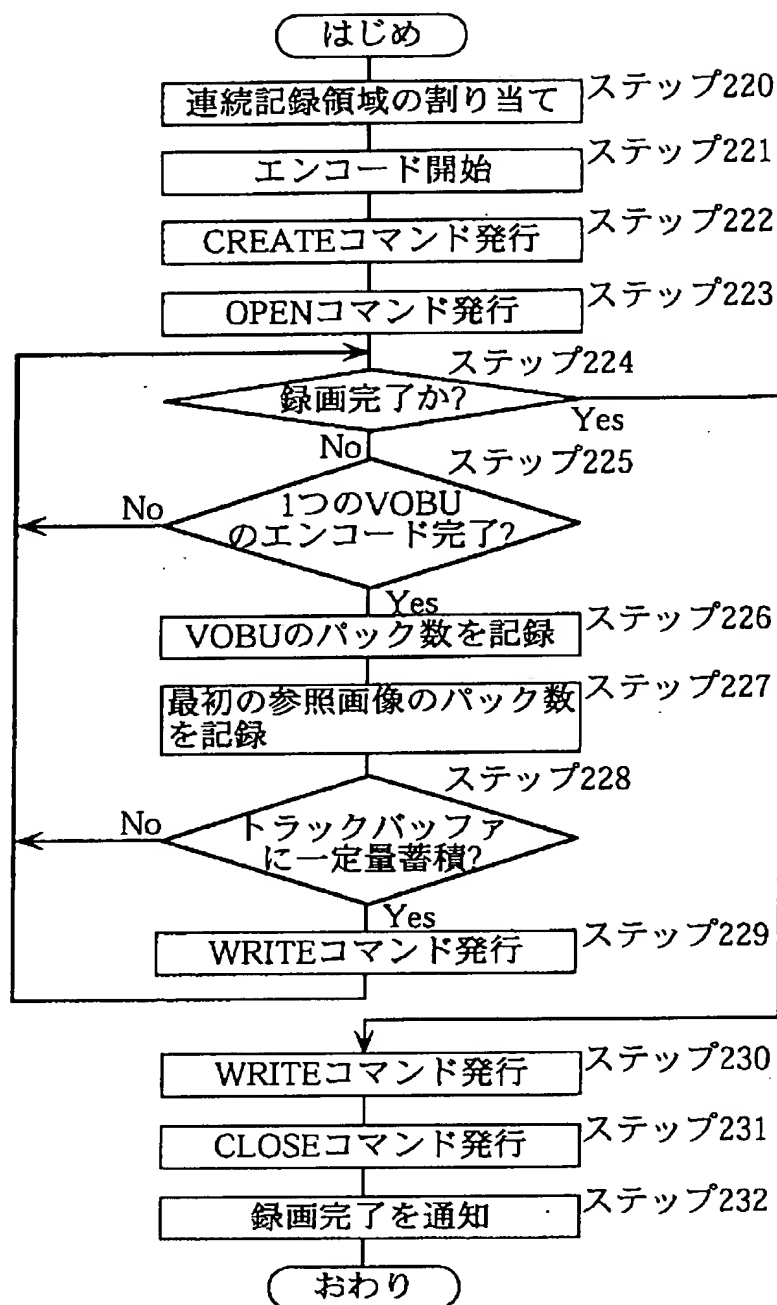 はじめ
連続記録領域の割り当て
ステップ220
エンコード開始
ステップ221
CREATEコマンド発行
ステップ222
OPENコマンド発行
ステップ223
ステップ224
録画完了か?
Yes
No
ステップ225
No
1つのVOBU
のエンコード完了?
Yes
VOBUのパック数を記録
ステップ226
最初の参照画像のパック数
を記録
ステップ227
ステップ228
No
トラックバッファ
に一定量蓄積?
Yes
WRITEコマンド発行
ステップ229
WRITEコマンド発行
ステップ230
CLOSEコマンド発行
ステップ231
録画完了を通知
ステップ232
おわり